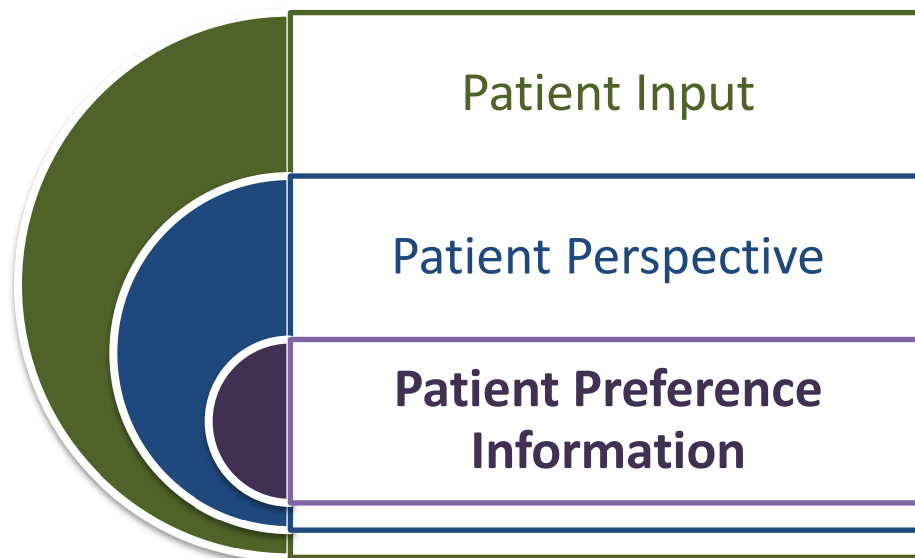 Patient Input
Patient Perspective
Patient Preference
Information